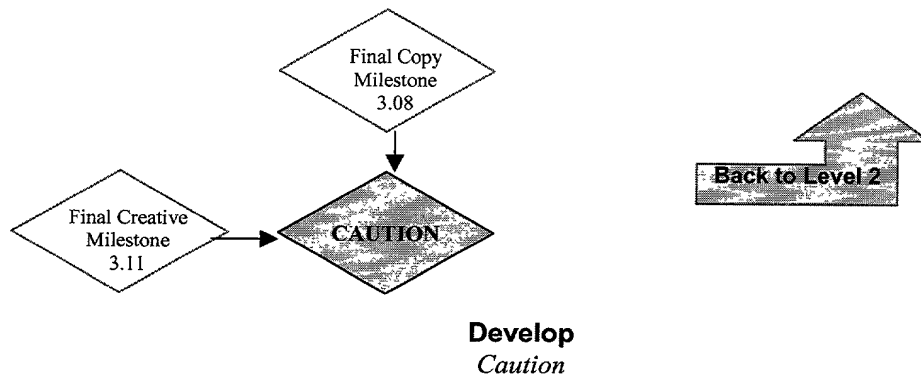 Final Copy
Milestone
3.08
Back to Level 2
Final Creative
Milestone
3.11
CAUTION
Develop
Caution